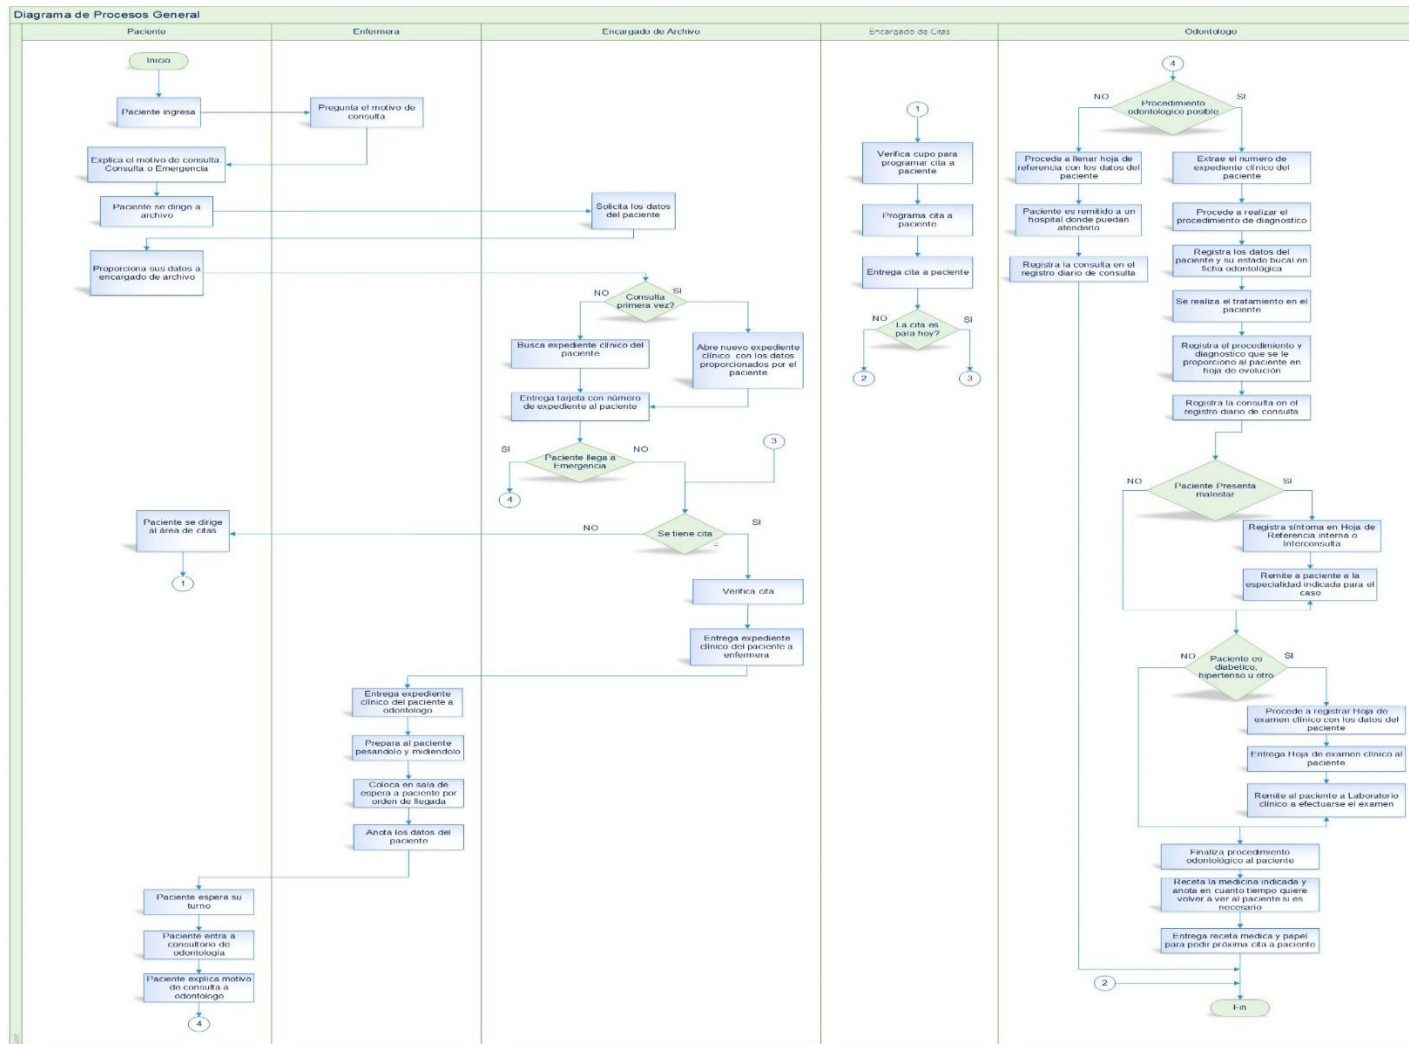 Diagrama de Procesos General
Paciente
Enfermera
Encargado de Archivo
Encargado de Citas
Odontologo
Inicio
Paciente ingresa
Pregunta el motivo de
consulta
Explica el motivo de consulta.
Consulta o Emergencia
Paciente se dirige a
archivo
Solicita los datos
del paciente
Proporciona sus datos a
encargado de archivo
NO
Consulta
primera vez?
SI
Busca expediente clínico del
paciente
Abre nuevo expediente
clínico con los datos
proporcionados por el
paciente
Entrega tarjeta con número
de expediente al paciente
SI
Paciente llega a
Emergencia
NO
4
3
Paciente se dirige
al área de citas
NO
Se tiene cita
SI
1
Verifica cita
Entrega expediente
clínico del paciente a
enfermera
Entrega expediente
clínico del paciente a
odontologo
Prepara al paciente
pesandolo y midiendolo
Coloca en sala de
espera a paciente por
orden de llegada
Anota los datos del
paciente
Paciente espera su
turno
Paciente entra a
consultorio de
odontología
Paciente explica motivo
de consulta a
odontologo
4
1
Verifica cupo para
programar cita a
paciente
Programa cita a
paciente
Entrega cita a paciente
NO
La cita es
para hoy?
SI
2
3
4
NO
Procedimiento
odontologico posible
SI
Procede a llenar hoja de
referencia con los datos del
paciente
Paciente es remitido a un
hospital donde puedan
atenderlo
Registra la consulta en el
registro diario de consulta
Extrae el numero de
expediente clínico del
paciente
Procede a realizar el
procedimiento de diagnostico
Registra los datos del
paciente y su estado bucal en
ficha odontológica
Se realiza el tratamiento en el
paciente
Registra el procedimiento y
diagnostico que se le
proporciono al paciente en
hoja de evolución
Registra la consulta en el
registro diario de consulta
NO
Paciente Presenta
malestar
SI
Registra síntoma en Hoja de
Referencia interna o
Interconsulta
Remite a paciente a la
especialidad indicada para el
caso
NO
Paciente es
diabetico,
hipertenso u otro
SI
Procede a registrar Hoja de
examen clínico con los datos del
paciente
Entrega Hoja de examen clínico al
paciente
Remite al paciente a Laboratorio
clínico a efectuarse el examen
Finaliza procedimiento
odontológico al paciente
Receta la medicina indicada y
anota en cuanto tiempo quiere
volver a ver al paciente si es
necesario
Entrega receta medica y papel
para pedir próxima cita a paciente
2
Fin